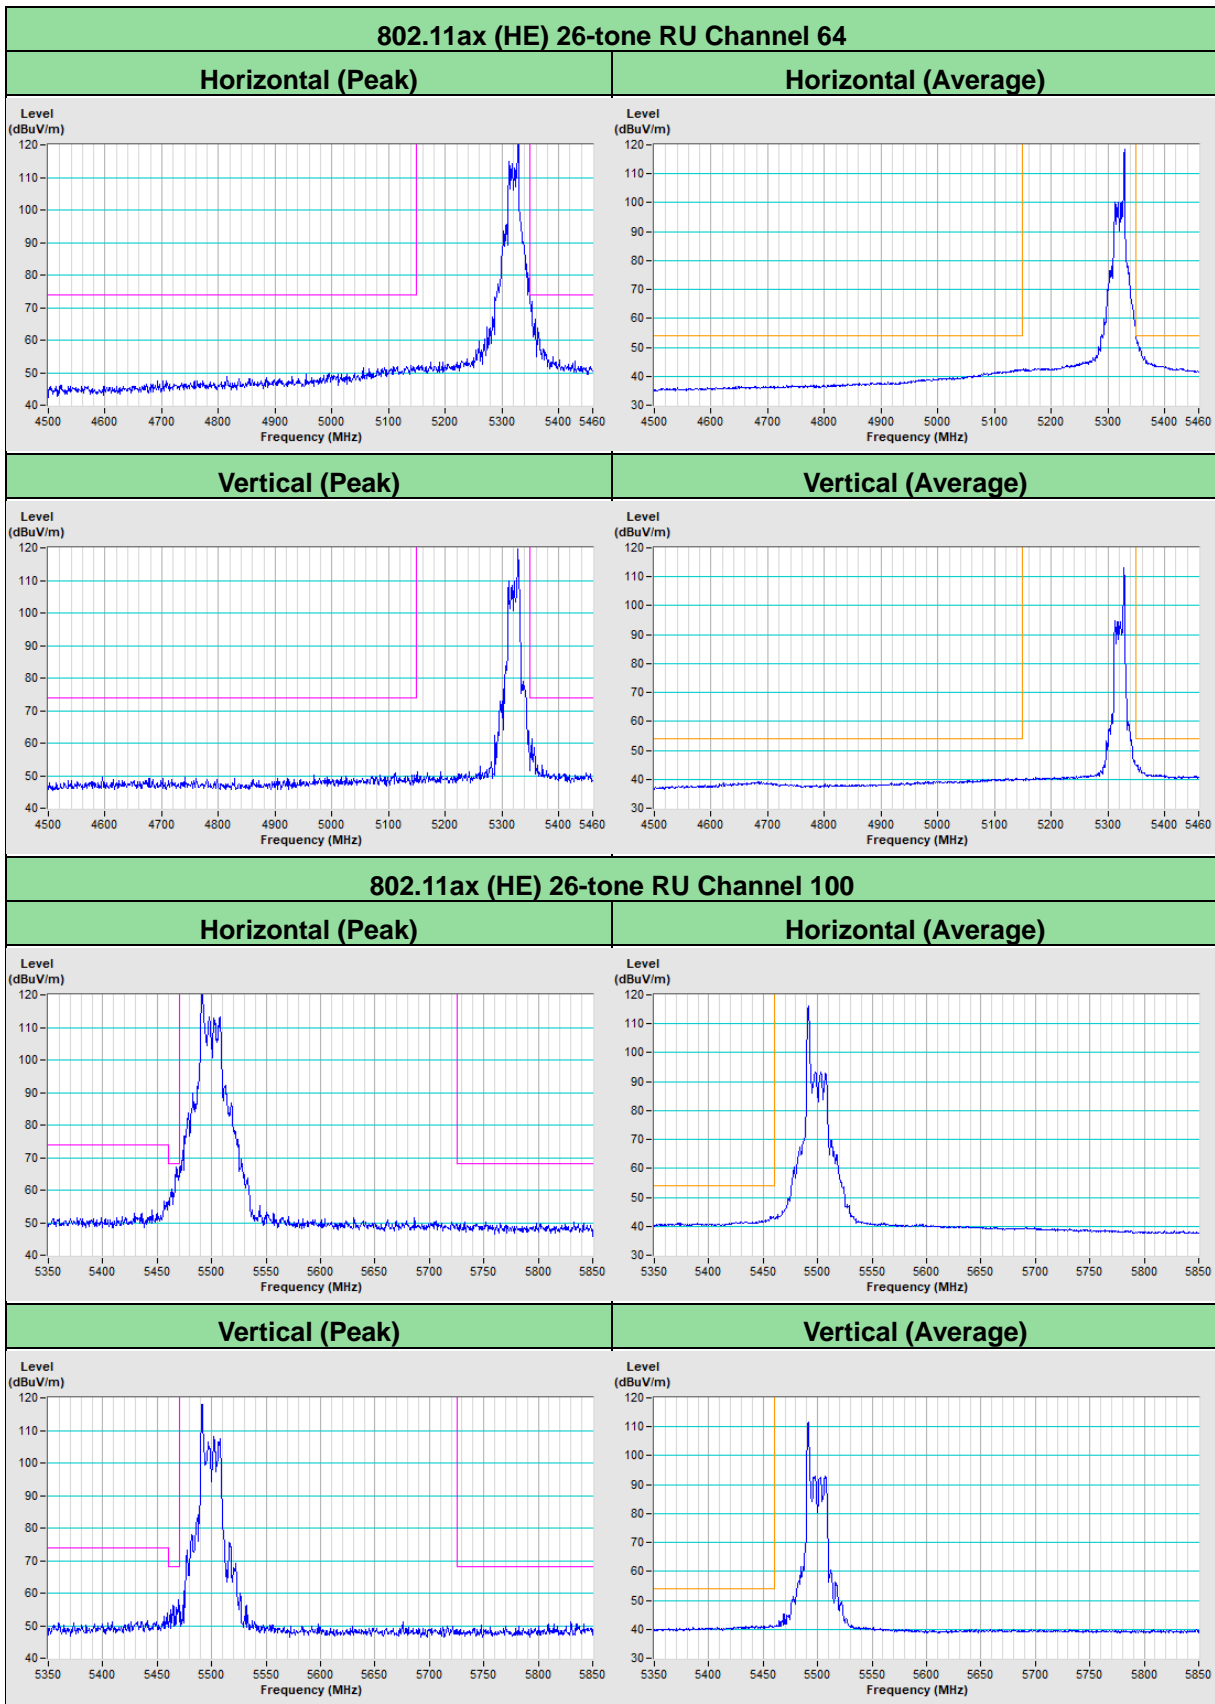 802.11ax (HE) 26-tone RU Channel 64
Horizontal (Peak)
Horizontal (Average)
Level
(dBuV/m)
120
110
100
90
80
70
60
50
40
4500 4600 4700 4800 4900 5000 5100 5200 5300 5400 5460
Frequency (MHz)
Level
(dBuV/m)
120
110
100
90
80
70
60
50
40
30
4500 4600 4700 4800 4900 5000 5100 5200 5300 5400 5460
Frequency (MHz)
Vertical (Peak)
Vertical (Average)
Level
(dBuV/m)
120
110
100
90
80
70
60
50
40
4500 4600 4700 4800 4900 5000 5100 5200 5300 5400 5460
Frequency (MHz)
Level
(dBuV/m)
120
110
100
90
80
70
60
50
40
30
4500 4600 4700 4800 4900 5000 5100 5200 5300 5400 5460
Frequency (MHz)
802.11ax (HE) 26-tone RU Channel 100
Horizontal (Peak)
Horizontal (Average)
Level
(dBuV/m)
120
110
100
90
80
70
60
50
40
5350 5400 5450 5500 5550 5600 5650 5700 5750 5800 5850
Frequency (MHz)
Level
(dBuV/m)
120
110
100
90
80
70
60
50
40
30
5350 5400 5450 5500 5550 5600 5650 5700 5750 5800 5850
Frequency (MHz)
Vertical (Peak)
Vertical (Average)
Level
(dBuV/m)
120
110
100
90
80
70
60
50
40
5350 5400 5450 5500 5550 5600 5650 5700 5750 5800 5850
Frequency (MHz)
Level
(dBuV/m)
120
110
100
90
80
70
60
50
40
30
5350 5400 5450 5500 5550 5600 5650 5700 5750 5800 5850
Frequency (MHz)